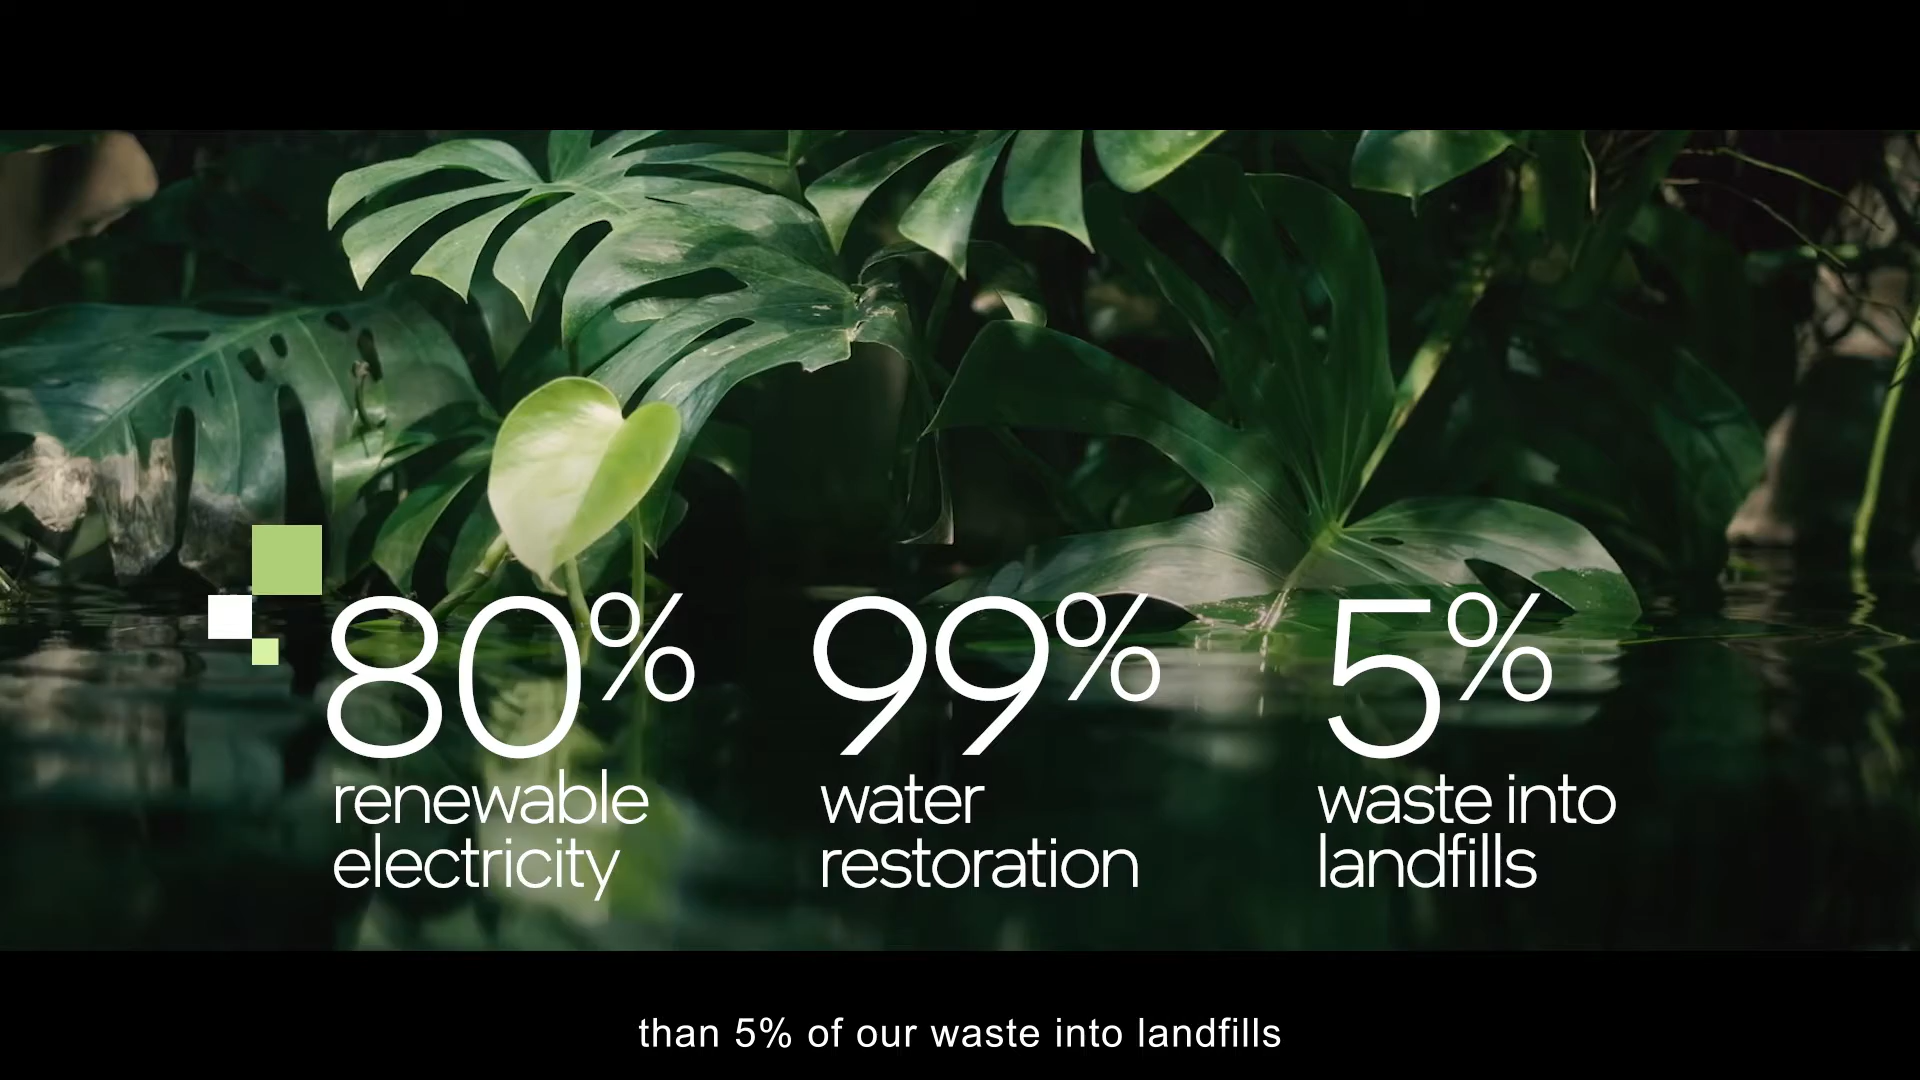 80%
renewable
electricity
99%
water
restoration
5%
waste into
landfills
than 5% of our waste into landfills